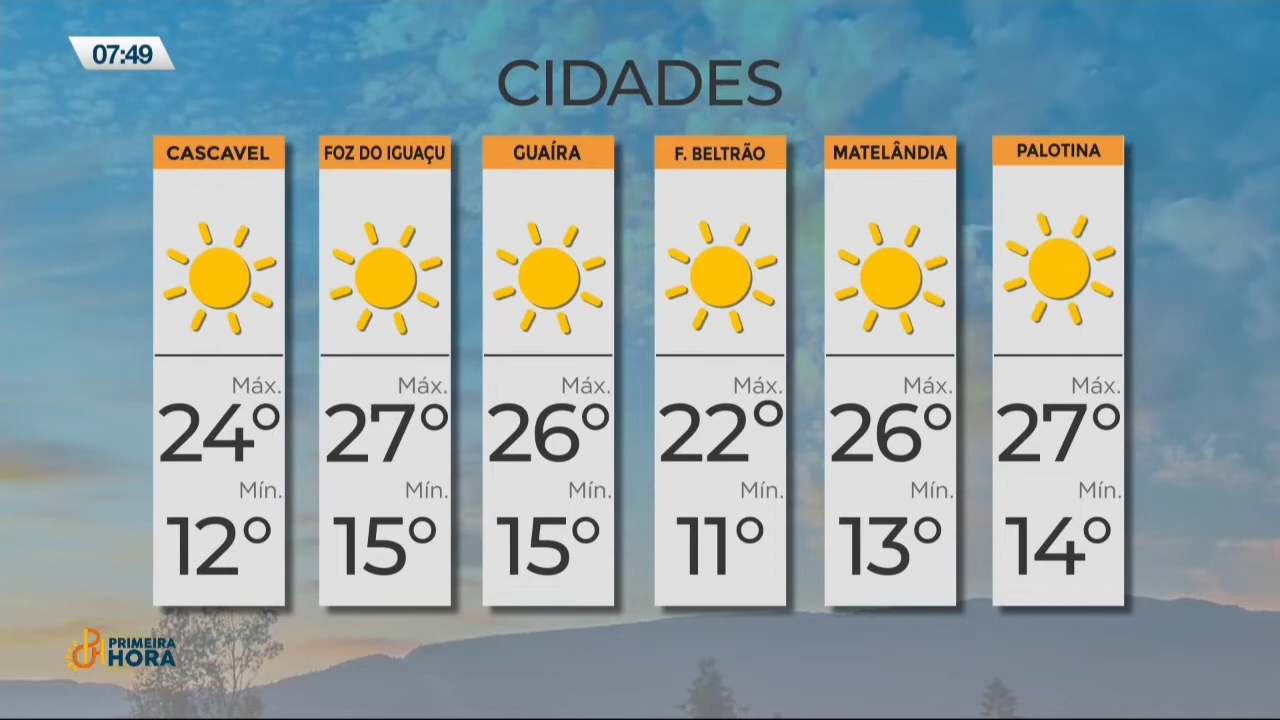 07:49
CIDADES
CASCAVEL
Máx.
24°
Mín.
12°
FOZ DO IGUAÇU
Máx.
27°
Mín.
15°
GUAÍRA
Máx.
26°
Mín.
15°
F. BELTRÃO
Máx.
22°
Mín.
11°
MATELÂNDIA
Máx.
26°
Mín.
13°
PALOTINA
Máx.
27°
Mín.
14°
PRIMEIRA
HORA